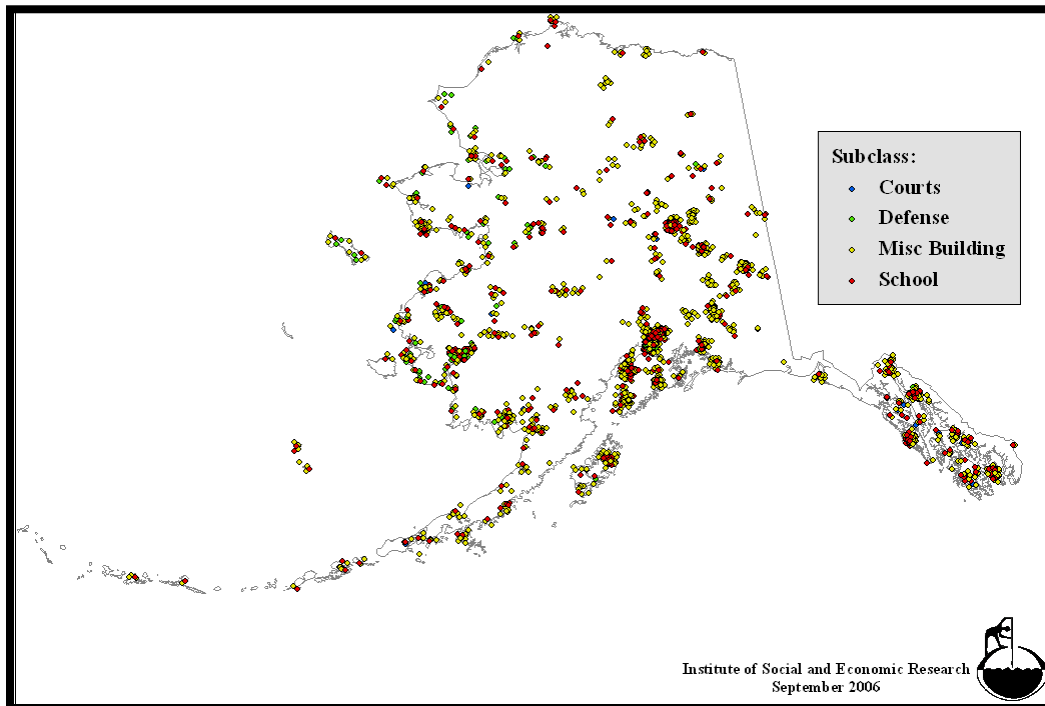 Subclass:
Courts
Defense
Misc Building
School
Institute of Social and Economic Research
September 2006